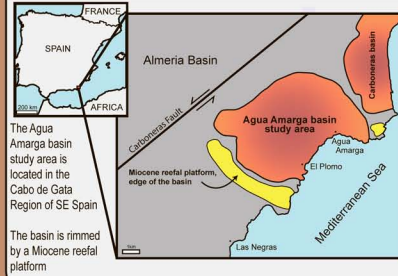 FRANCE
SPAIN
200 km
AFRICA
The Agua
Amarga basin
study area is
located in the
Cabo de Gata
Region of SE Spain
The basin is rimmed
by a Miocene reefal
platform
Almeria Basin
Carboneras Fault
Carboneras basin
Agua Amarga basin
study area
Agua
Amarga
El Plomo
Miocene reefal platform,
edge of the basin
Mediterranean Sea
Las Negras
1km